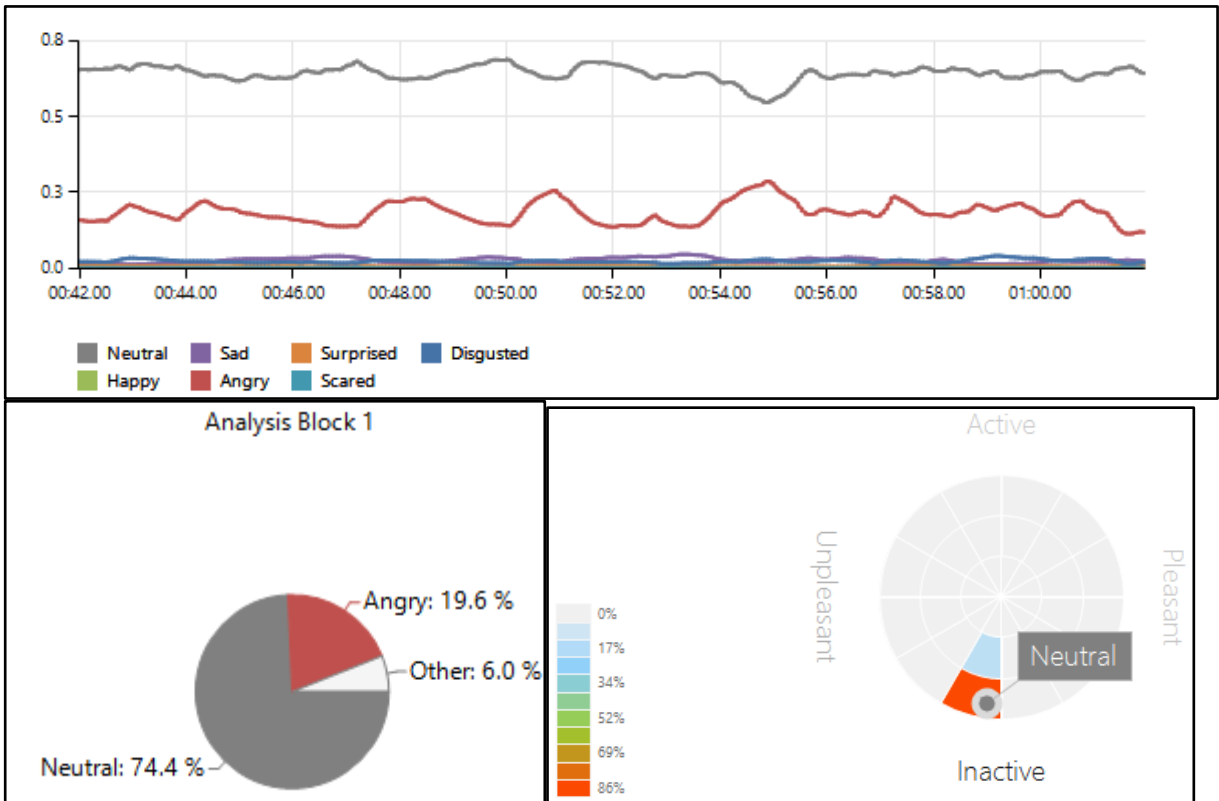 0.8
0.5
0.3
0.0
00:42.00 00:44.00 00:46.00 00:48.00 00:50.00 00:52.00 00:54.00 00:56.00 00:58.00 01:00.00
Neutral Sad Surprised Disgusted
Happy Angry Scared
Analysis Block 1
Angry: 19.6 %
Other: 6.0 %
Neutral: 74.4 %
Active
Unpleasant
Pleasant
Neutral
Inactive
0%
17%
34%
52%
69%
86%